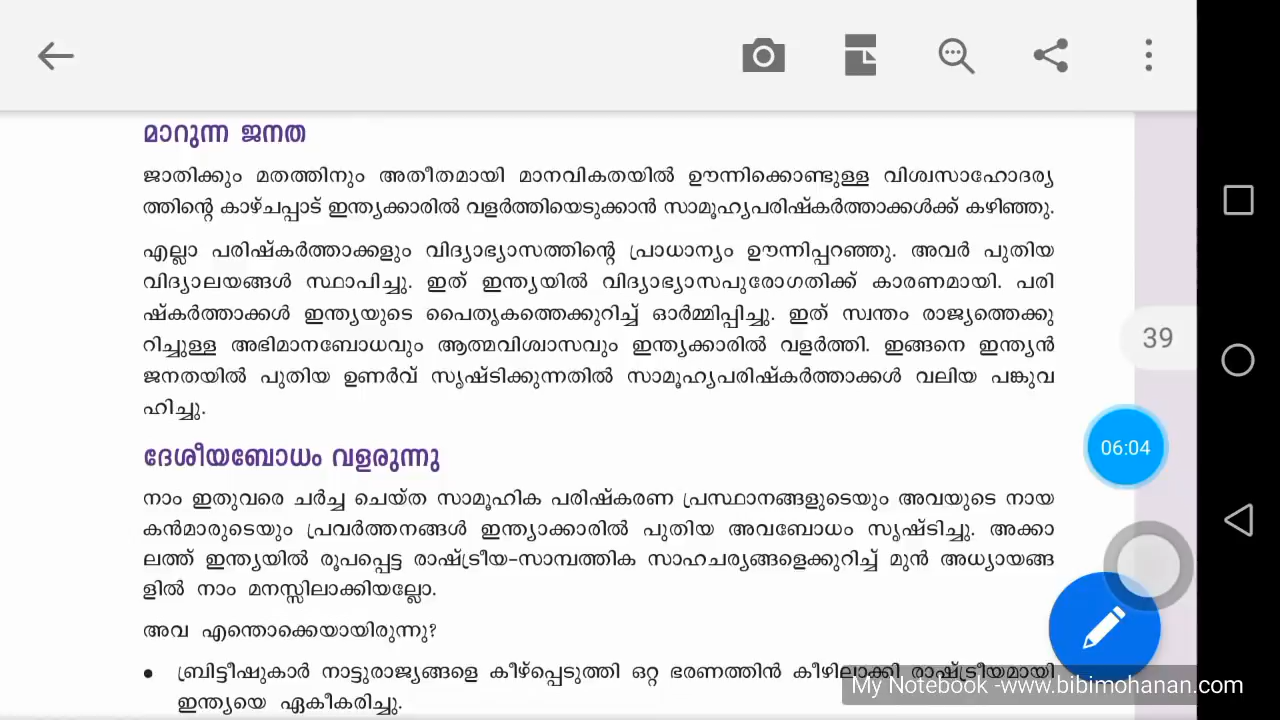 മാറുന്ന ജനത
ജാതിക്കും മതത്തിനും അതീതമായി മാനവികതയിൽ ഊന്നിക്കൊണ്ടുള്ള വിശ്വസാഹോദര്യ
ത്തിന്റെ കാഴ്ചപ്പാട് ഇന്ത്യക്കാരിൽ വളർത്തിയെടുക്കാൻ സാമൂഹ്യപരിഷ്കർത്താക്കൾക്ക് കഴിഞ്ഞു.
എല്ലാ പരിഷ്കർത്താക്കളും വിദ്യാഭ്യാസത്തിന്റെ പ്രാധാന്യം ഊന്നിപ്പറഞ്ഞു. അവർ പുതിയ
വിദ്യാലയങ്ങൾ സ്ഥാപിച്ചു. ഇത് ഇന്ത്യയിൽ വിദ്യാഭ്യാസപുരോഗതിക്ക് കാരണമായി. പരി
ഷ്കർത്താക്കൾ ഇന്ത്യയുടെ പൈതൃകത്തെക്കുറിച്ച് ഓർമ്മിപ്പിച്ചു. ഇത് സ്വന്തം രാജ്യത്തെക്കു
റിച്ചുള്ള അഭിമാനബോധവും ആത്മവിശ്വാസവും ഇന്ത്യക്കാരിൽ വളർത്തി. ഇങ്ങനെ ഇന്ത്യൻ
ജനതയിൽ പുതിയ ഉണർവ് സൃഷ്ടിക്കുന്നതിൽ സാമൂഹ്യപരിഷ്കർത്താക്കൾ വലിയ പങ്കുവ
ഹിച്ചു.
39
06:04
ദേശീയബോധം വളരുന്നു
നാം ഇതുവരെ ചർച്ച ചെയ്ത സാമൂഹിക പരിഷ്കരണ പ്രസ്ഥാനങ്ങളുടെയും അവയുടെ നായ
കൻമാരുടെയും പ്രവർത്തനങ്ങൾ ഇന്ത്യാക്കാരിൽ പുതിയ അവബോധം സൃഷ്ടിച്ചു. അക്കാ
ലത്ത് ഇന്ത്യയിൽ രൂപപ്പെട്ട രാഷ്ട്രീയ-സാമ്പത്തിക സാഹചര്യങ്ങളെക്കുറിച്ച് മുൻ അധ്യായങ്ങ
ളിൽ നാം മനസ്സിലാക്കിയല്ലോ.
അവ എന്തൊക്കെയായിരുന്നു?
• ബ്രിട്ടീഷുകാർ നാട്ടുരാജ്യങ്ങളെ കീഴ്പ്പെടുത്തി ഒറ്റ ഭരണത്തിൻ കീഴിലാക്കി രാഷ്ട്രീയമായി
ഇന്ത്യയെ ഏകീകരിച്ചു.
My Notebook -www.bibimohanan.com